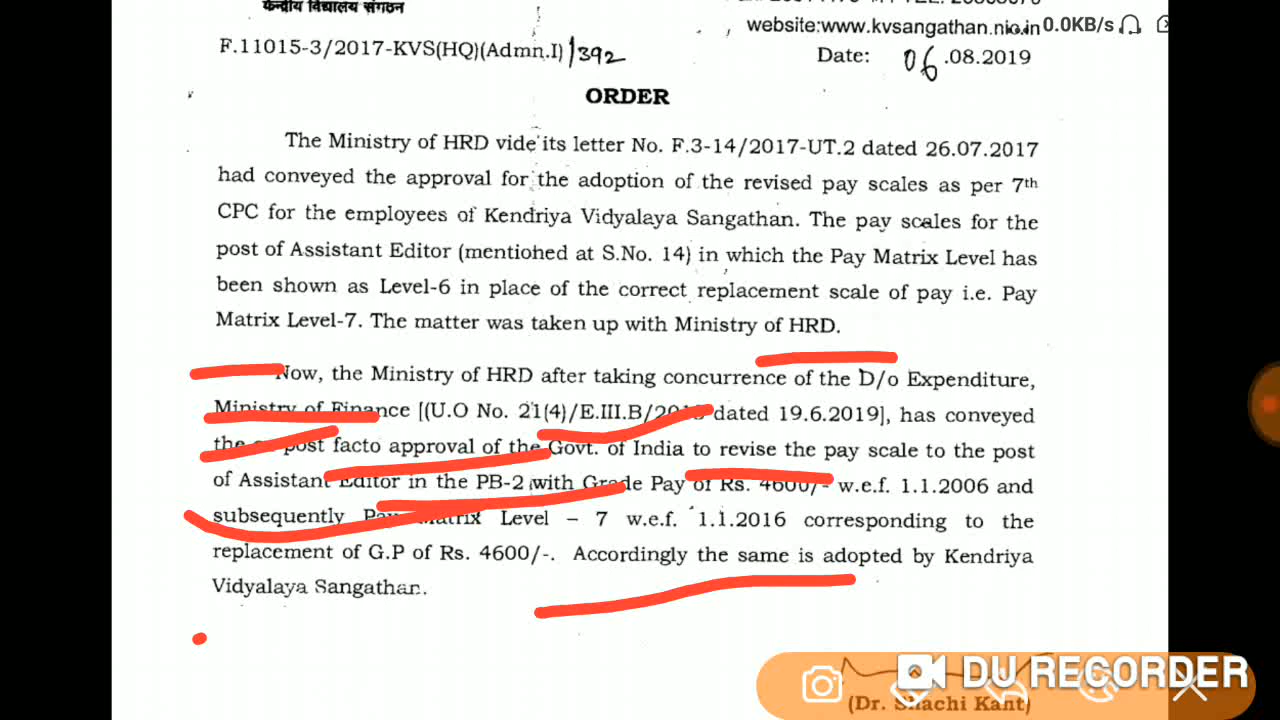 केन्द्रीय विद्यालय संगठन
website:www.kvsangathan.nic.in
0.0KB/s
F.11015-3/2017-KVS(HQ)(Admn.I)/392
Date: 06.08.2019
ORDER
The Ministry of HRD vide its letter No. F.3-14/2017-UT.2 dated 26.07.2017
had conveyed the approval for the adoption of the revised pay scales as per 7th
CPC for the employees of Kendriya Vidyalaya Sangathan. The pay scales for the
post of Assistant Editor (mentiohed at S.No. 14) in which the Pay Matrix Level has
been shown as Level-6 in place of the correct replacement scale of pay i.e. Pay
Matrix Level-7. The matter was taken up with Ministry of HRD.
Now, the Ministry of HRD after taking concurrence of the D/o Expenditure,
Ministry of Finance [(U.O No. 21(4)/E.III.B/ dated 19.6.2019], has conveyed
the post facto approval of the Govt. of India to revise the pay scale to the post
of Assistant Editor in the PB-2 with Grade Pay of Rs. 4600/- w.e.f. 1.1.2006 and
subsequently Pay Matrix Level – 7 w.e.f. 1.1.2016 corresponding to the
replacement of G.P of Rs. 4600/-. Accordingly the same is adopted by Kendriya
Vidyalaya Sangathan.
DU RECORDER
(Dr. Shachi Kant)